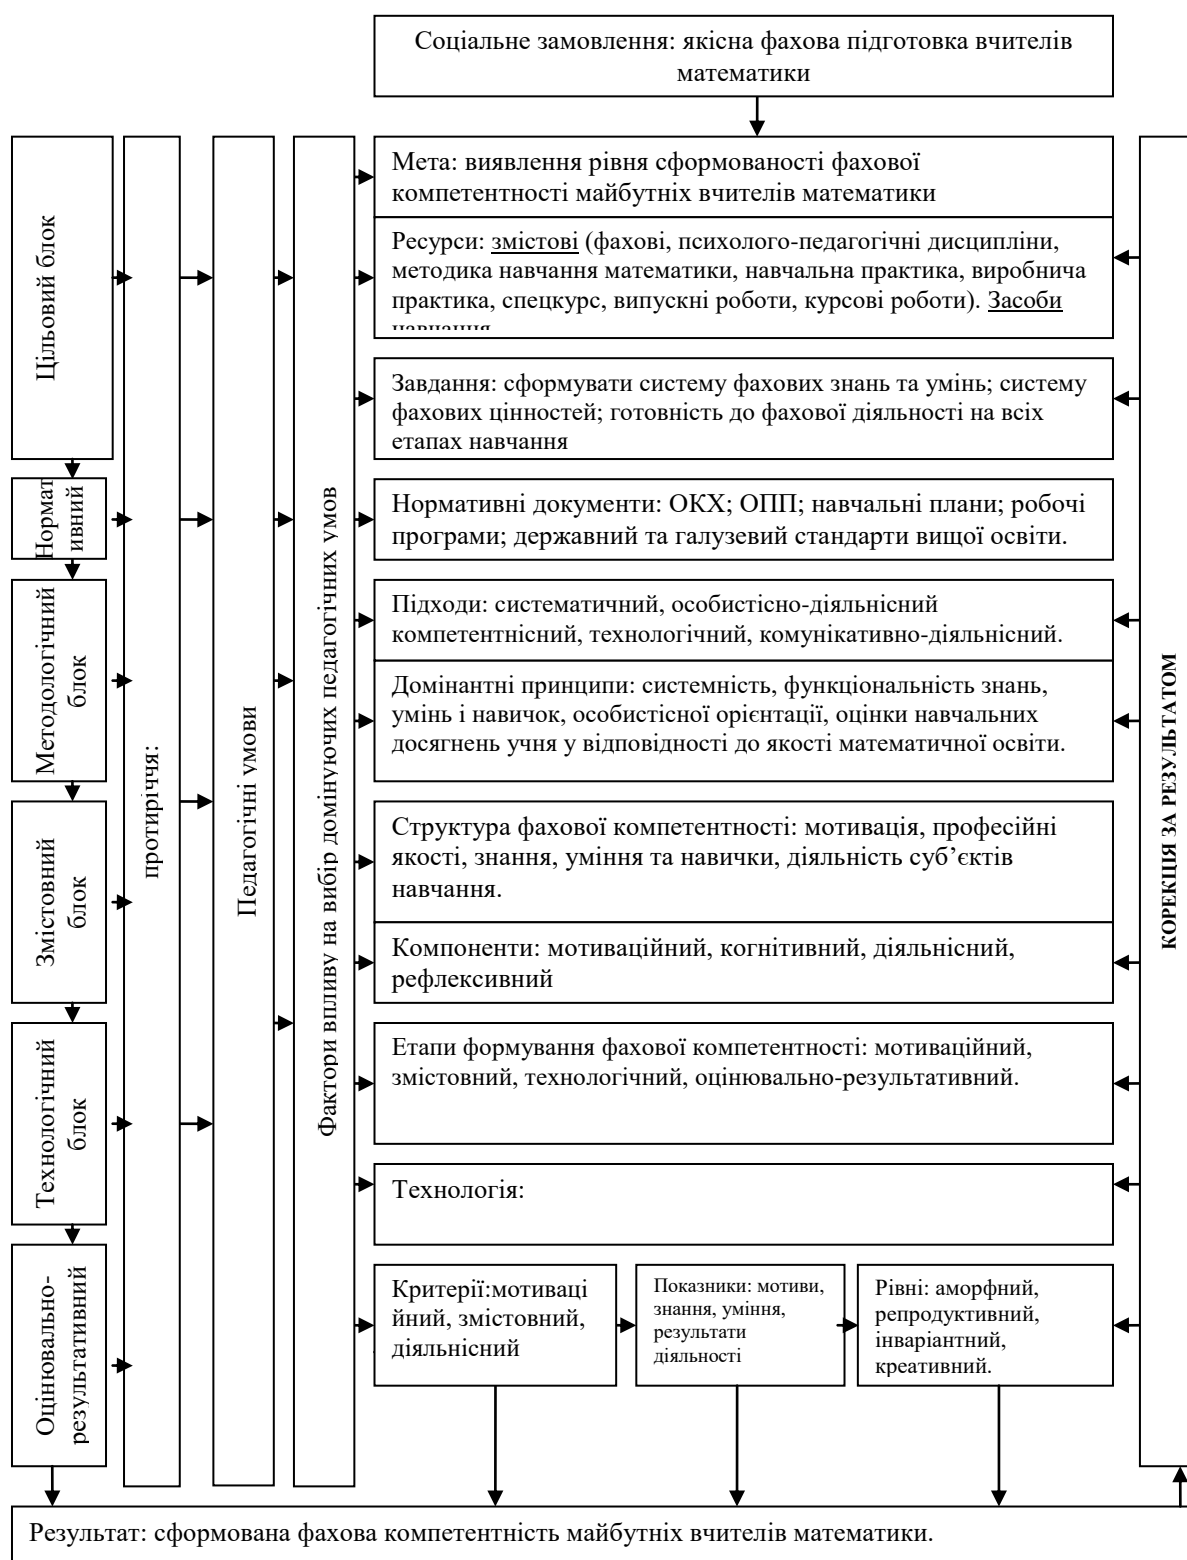 Соціальне замовлення: якісна фахова підготовка вчителів
математики
Цільовий блок
Нормат
ивний
Методологічний
блок
Змістовний
блок
Технологічний
блок
Оцінювально-
результативний
протиріччя:
Педагогічні умови
Фактори впливу на вибір домінуючих педагогічних умов
Мета: виявлення рівня сформованості фахової
компетентності майбутніх вчителів математики
Ресурси: змістові (фахові, психолого-педагогічні дисципліни,
методика навчання математики, навчальна практика, виробнича
практика, спецкурс, випускні роботи, курсові роботи). Засоби
навчання
Завдання: сформувати систему фахових знань та умінь; систему
фахових цінностей; готовність до фахової діяльності на всіх
етапах навчання
Нормативні документи: ОКХ; ОПП; навчальні плани; робочі
програми; державний та галузевий стандарти вищої освіти.
Підходи: систематичний, особистісно-діяльнісний
компетентнісний, технологічний, комунікативно-діяльнісний.
Домінантні принципи: системність, функціональність знань,
умінь і навичок, особистісної орієнтації, оцінки навчальних
досягнень учня у відповідності до якості математичної освіти.
Структура фахової компетентності: мотивація, професійні
якості, знання, уміння та навички, діяльність суб’єктів
навчання.
Компоненти: мотиваційний, когнітивний, діяльнісний,
рефлексивний
Етапи формування фахової компетентності: мотиваційний,
змістовний, технологічний, оцінювально-результативний.
Технологія:
Критерії:мотиваці
йний, змістовний,
діяльнісний
Показники: мотиви,
знання, уміння,
результати
діяльності
Рівні: аморфний,
репродуктивний,
інваріантний,
креативний.
КОРЕКЦІЯ ЗА РЕЗУЛЬТАТОМ
Результат: сформована фахова компетентність майбутніх вчителів математики.